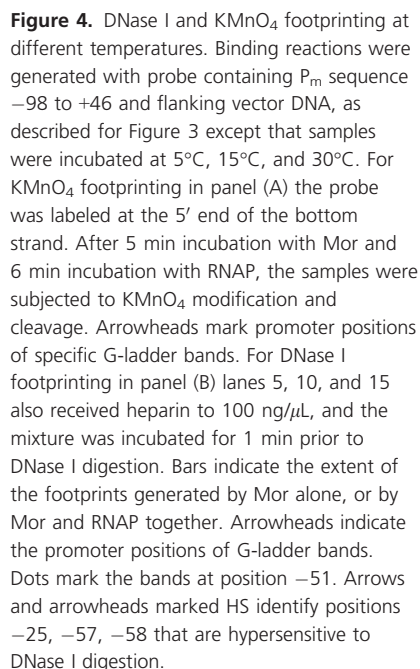 Figure 4. DNase I and KMnO₄ footprinting at
different temperatures. Binding reactions were
generated with probe containing Pₘ sequence
−98 to +46 and flanking vector DNA, as
described for Figure 3 except that samples
were incubated at 5°C, 15°C, and 30°C. For
KMnO₄ footprinting in panel (A) the probe
was labeled at the 5′ end of the bottom
strand. After 5 min incubation with Mor and
6 min incubation with RNAP, the samples were
subjected to KMnO₄ modification and
cleavage. Arrowheads mark promoter positions
of specific G-ladder bands. For DNase I
footprinting in panel (B) lanes 5, 10, and 15
also received heparin to 100 ng/μL, and the
mixture was incubated for 1 min prior to
DNase I digestion. Bars indicate the extent of
the footprints generated by Mor alone, or by
Mor and RNAP together. Arrowheads indicate
the promoter positions of G-ladder bands.
Dots mark the bands at position −51. Arrows
and arrowheads marked HS identify positions
−25, −57, −58 that are hypersensitive to
DNase I digestion.